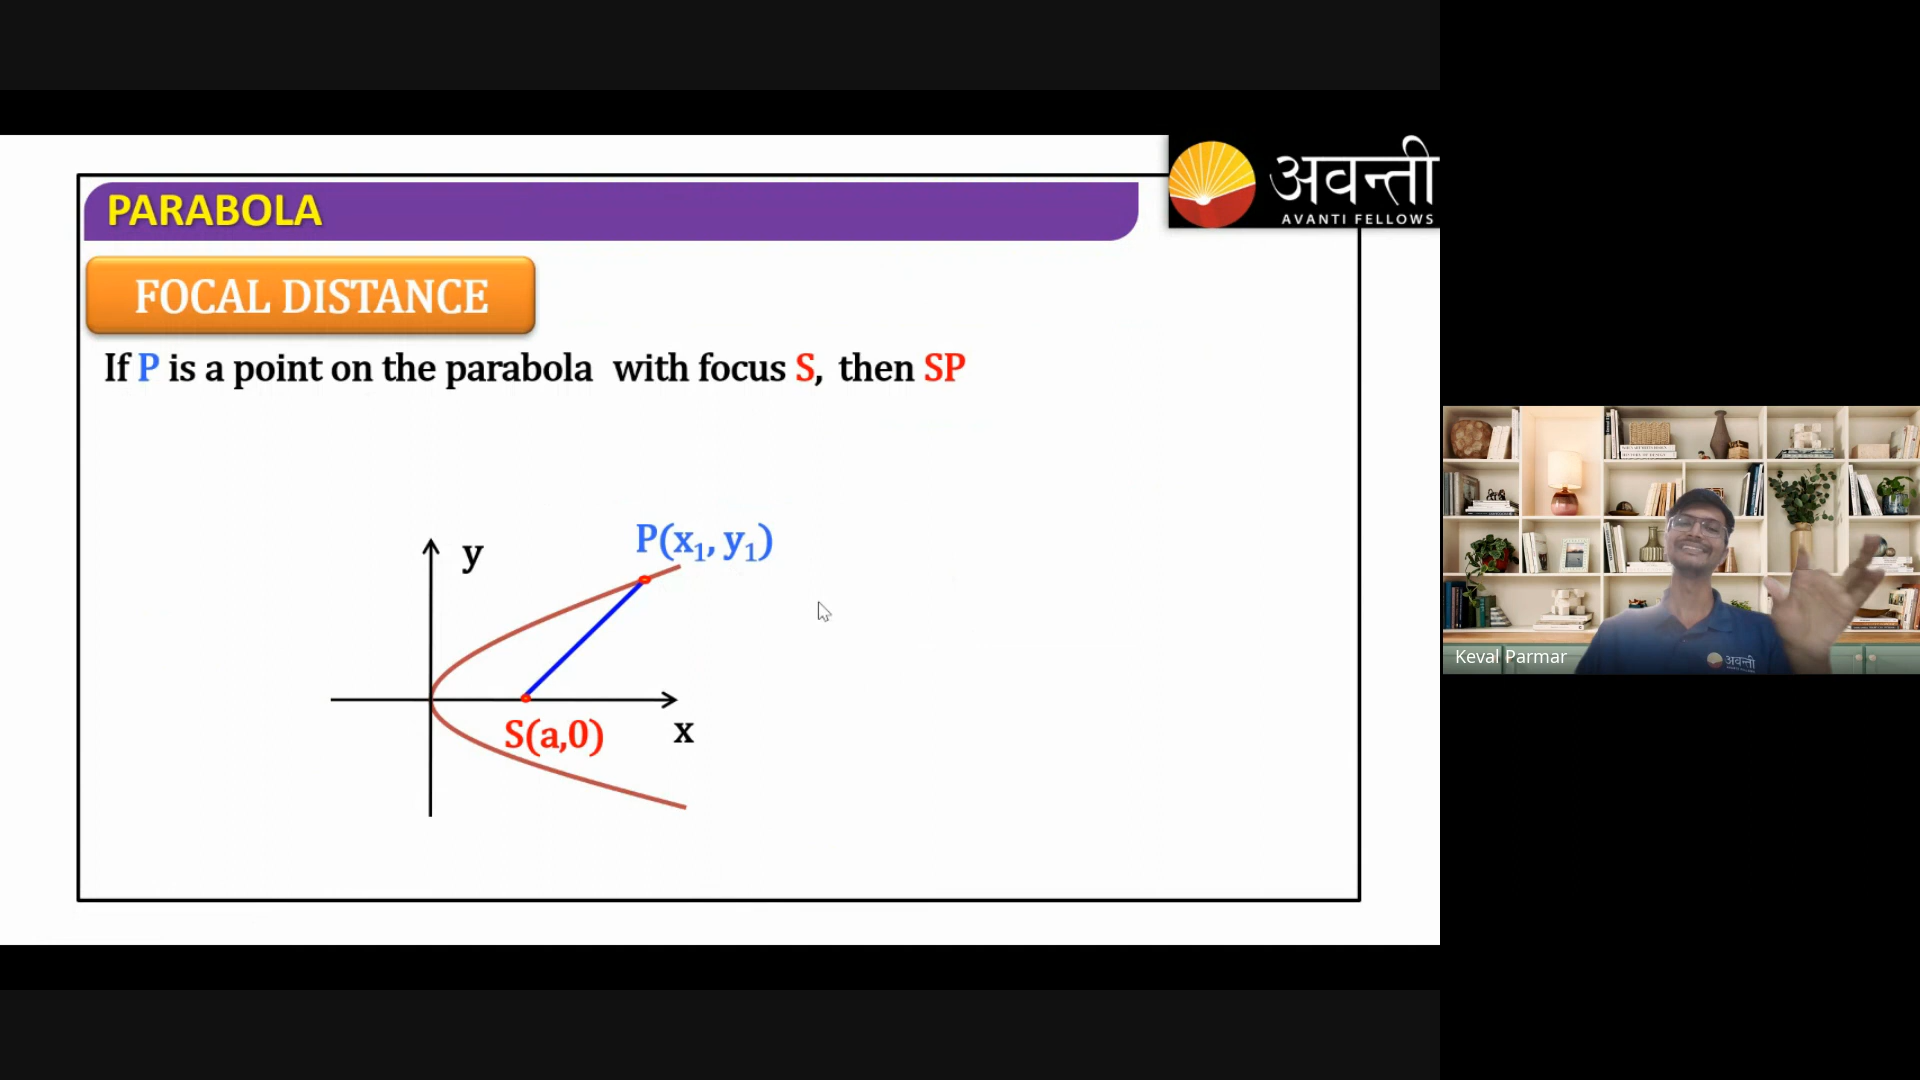 PARABOLA
अवन्ती
AVANTI FELLOWS
FOCAL DISTANCE
If P is a point on the parabola with focus S, then SP
P(x₁, y₁)
y
S(a,0)
x
Keval Parmar
अवन्ती